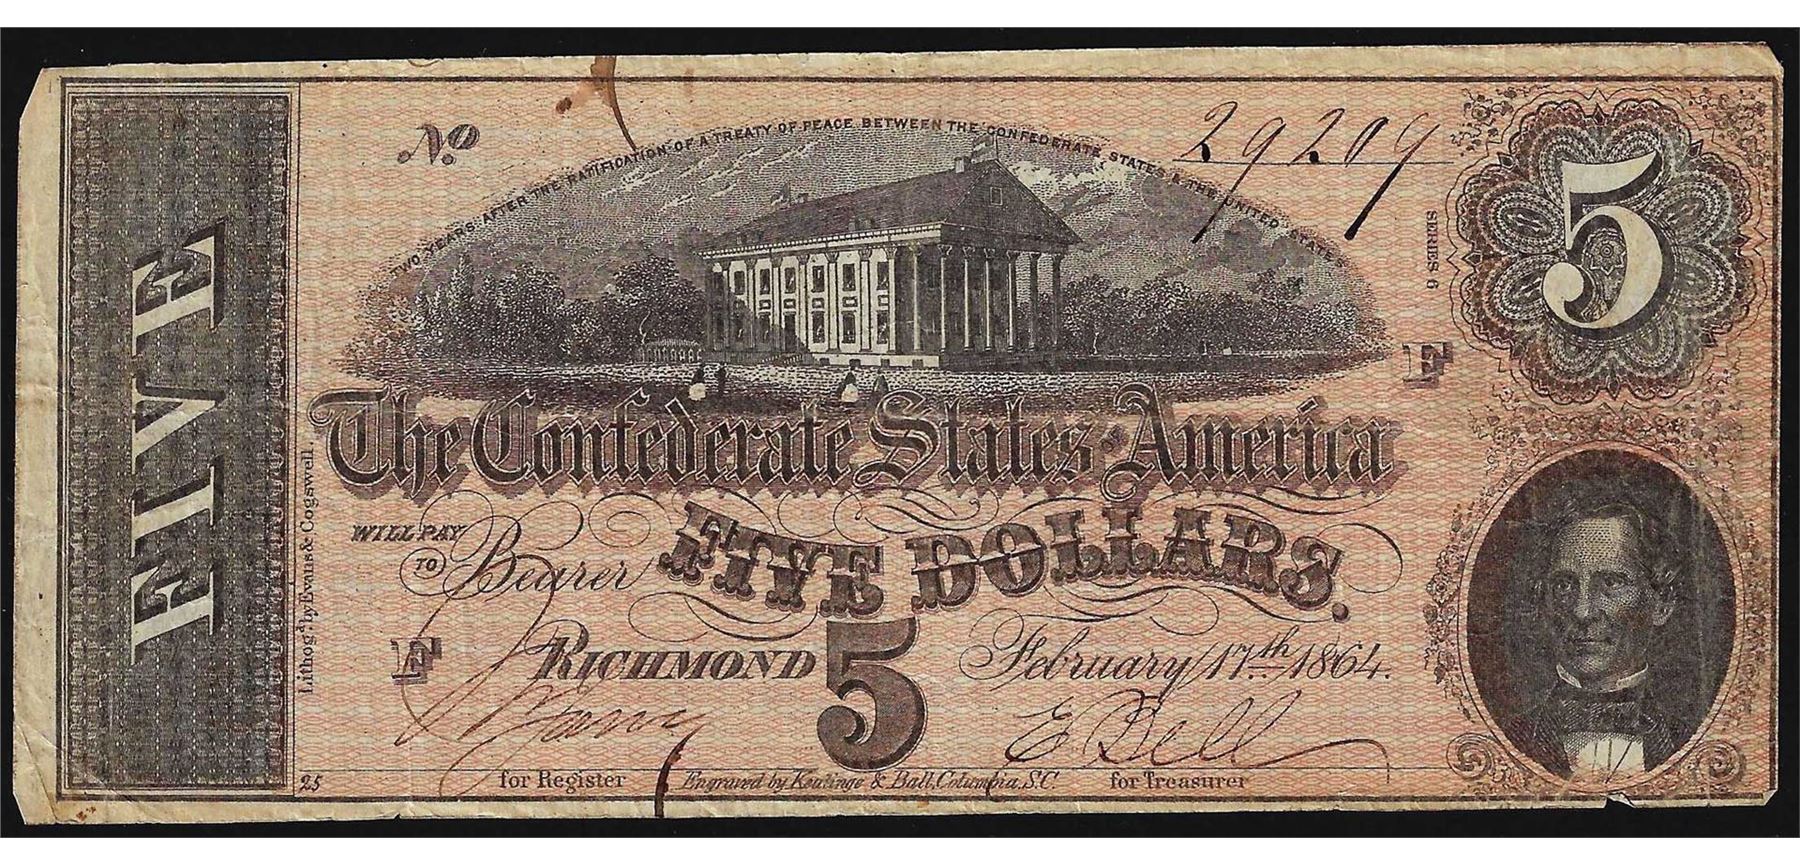 FIVE
No
29209
TWO YEARS AFTER THE RATIFICATION OF A TREATY OF PEACE BETWEEN THE CONFEDERATE STATES & THE UNITED STATES
SERIES 6
5
F
The Confederate States of America
WILL PAY
TO Bearer FIVE DOLLARS.
F
RICHMOND 5 February 17th 1864.
E Bell
25
for Register
Engraved by Keatinge & Ball, Columbia, S.C.
for Treasurer
Lithog'd by Evans & Cogswell